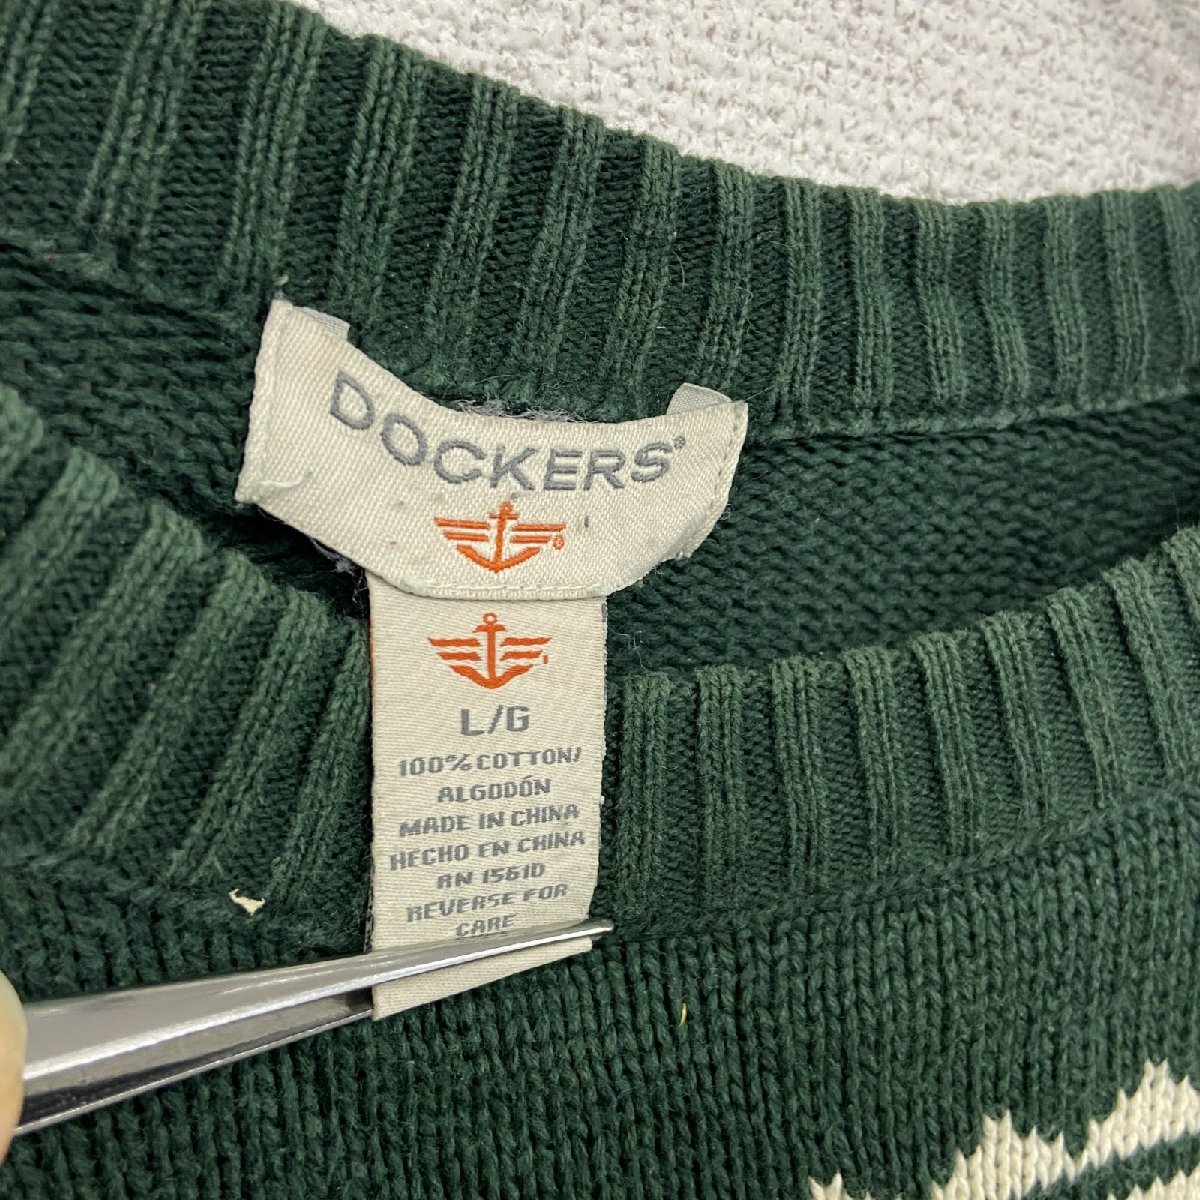 DOCKERS®
L/G
100% COTTON/
ALGODÓN
MADE IN CHINA
HECHO EN CHINA
RN 15610
REVERSE FOR
CARE